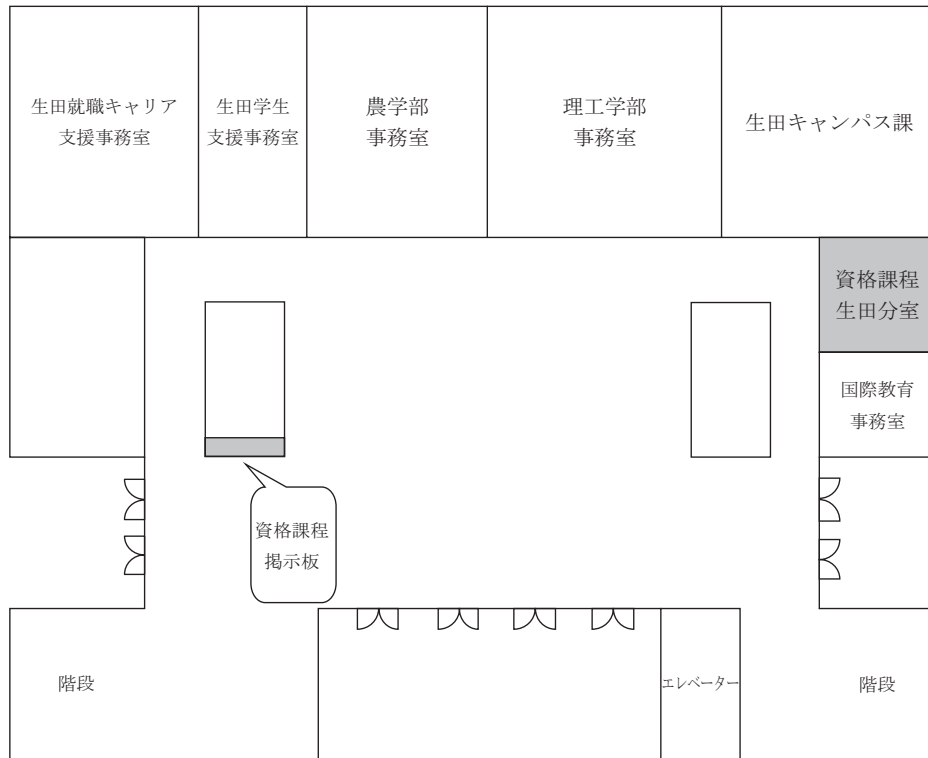 生田就職キャリア
支援事務室
生田学生
支援事務室
農学部
事務室
理工学部
事務室
生田キャンパス課
資格課程
生田分室
国際教育
事務室
資格課程
掲示板
階段
エレベーター
階段